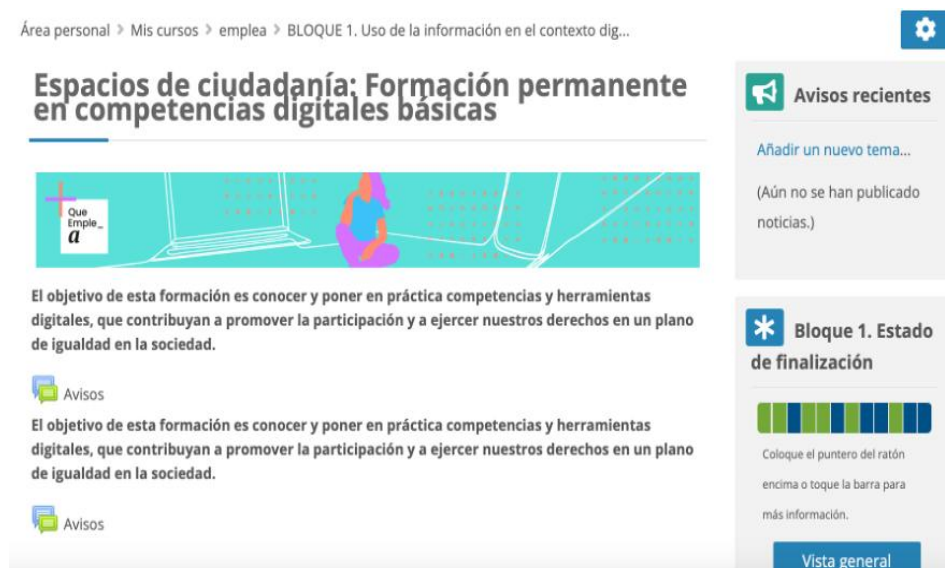 Área personal > Mis cursos > emplea > BLOQUE 1. Uso de la información en el contexto dig...
Espacios de ciudadanía: Formación permanente
en competencias digitales básicas
Que
Emple_
a
El objetivo de esta formación es conocer y poner en práctica competencias y herramientas
digitales, que contribuyan a promover la participación y a ejercer nuestros derechos en un plano
de igualdad en la sociedad.
Avisos
El objetivo de esta formación es conocer y poner en práctica competencias y herramientas
digitales, que contribuyan a promover la participación y a ejercer nuestros derechos en un plano
de igualdad en la sociedad.
Avisos
Avisos recientes
Añadir un nuevo tema...
(Aún no se han publicado
noticias.)
Bloque 1. Estado
de finalización
Coloque el puntero del ratón
encima o toque la barra para
más información.
Vista general